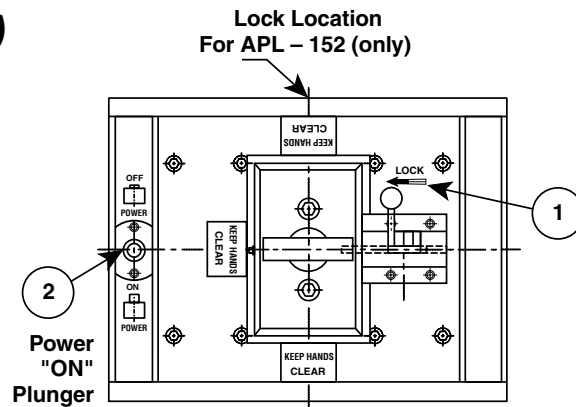 )
Lock Location
For APL – 152 (only)
KEEP HANDS
CLEAR
LOCK
1
OFF
POWER
KEEP HANDS
CLEAR
2
ON
POWER
Power
"ON"
Plunger
KEEP HANDS
CLEAR